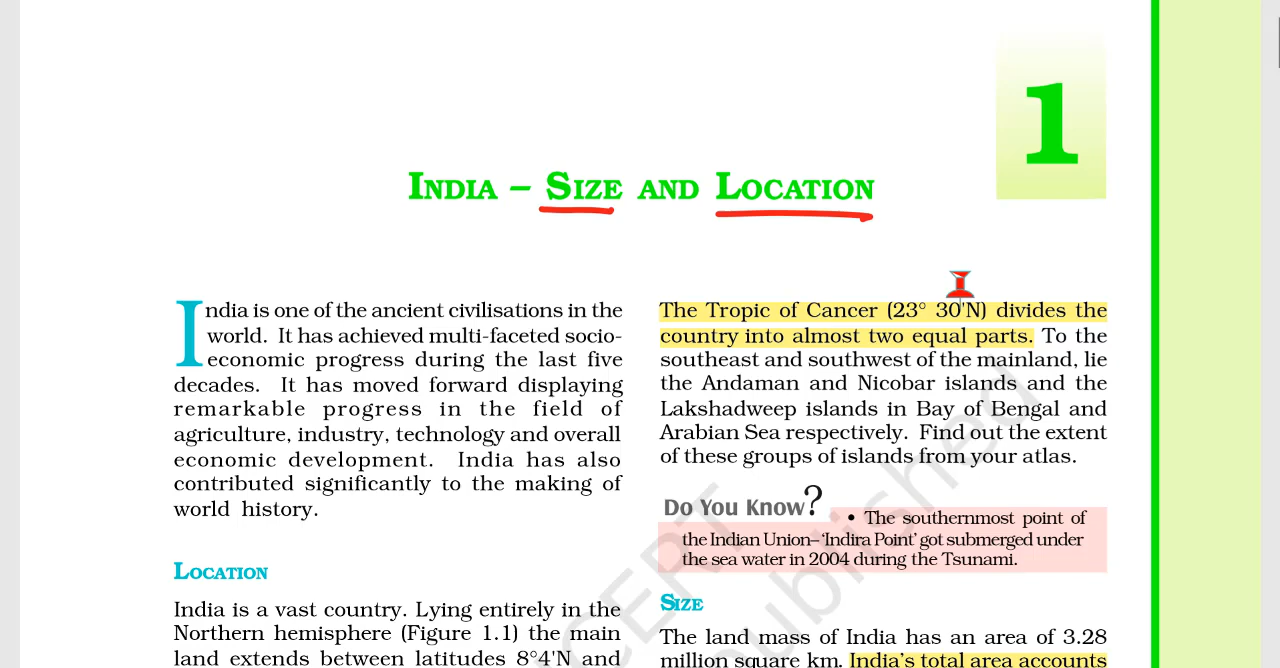 1
INDIA – SIZE AND LOCATION
India is one of the ancient civilisations in the
world. It has achieved multi-faceted socio-
economic progress during the last five
decades. It has moved forward displaying
remarkable progress in the field of
agriculture, industry, technology and overall
economic development. India has also
contributed significantly to the making of
world history.
LOCATION
India is a vast country. Lying entirely in the
Northern hemisphere (Figure 1.1) the main
land extends between latitudes 8°4'N and
The Tropic of Cancer (23° 30'N) divides the
country into almost two equal parts. To the
southeast and southwest of the mainland, lie
the Andaman and Nicobar islands and the
Lakshadweep islands in Bay of Bengal and
Arabian Sea respectively. Find out the extent
of these groups of islands from your atlas.
Do You Know?
• The southernmost point of
the Indian Union– ‘Indira Point’ got submerged under
the sea water in 2004 during the Tsunami.
SIZE
The land mass of India has an area of 3.28
million square km. India’s total area accounts